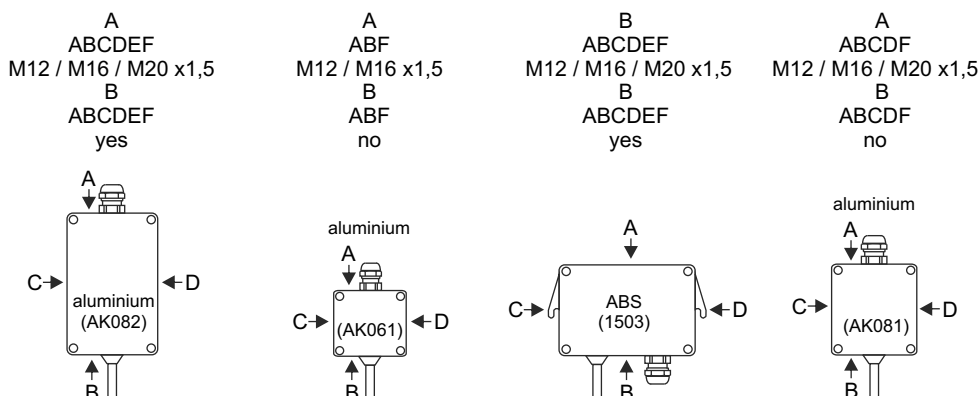 A
ABCDEF
M12 / M16 / M20 x1,5
B
ABCDEF
yes
A
C
D
aluminium
(AK082)
B
A
ABF
M12 / M16 x1,5
B
ABF
no
aluminium
A
C
D
(AK061)
B
B
ABCDEF
M12 / M16 / M20 x1,5
B
ABCDEF
yes
A
C
D
ABS
(1503)
B
A
ABCDF
M12 / M16 / M20 x1,5
B
ABCDF
no
aluminium
A
C
D
(AK081)
B